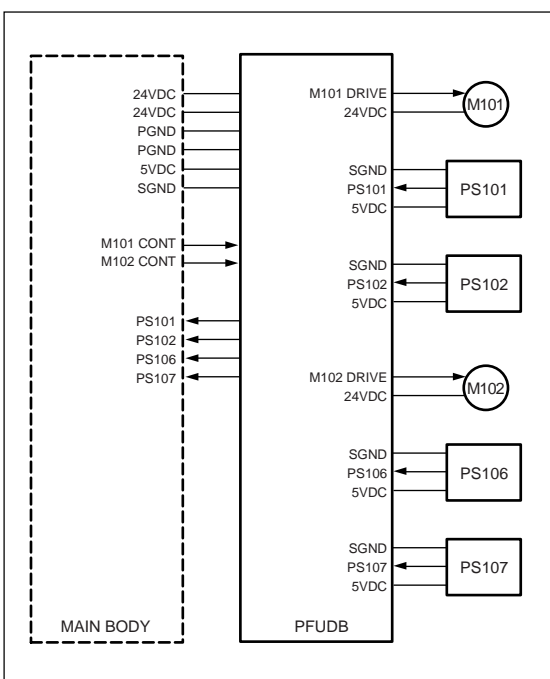 24VDC
24VDC
PGND
PGND
5VDC
SGND
M101 CONT
M102 CONT
PS101
PS102
PS106
PS107
MAIN BODY
M101 DRIVE
24VDC
SGND
PS101
5VDC
SGND
PS102
5VDC
M102 DRIVE
24VDC
SGND
PS106
5VDC
SGND
PS107
5VDC
PFUDB
M101
PS101
PS102
M102
PS106
PS107